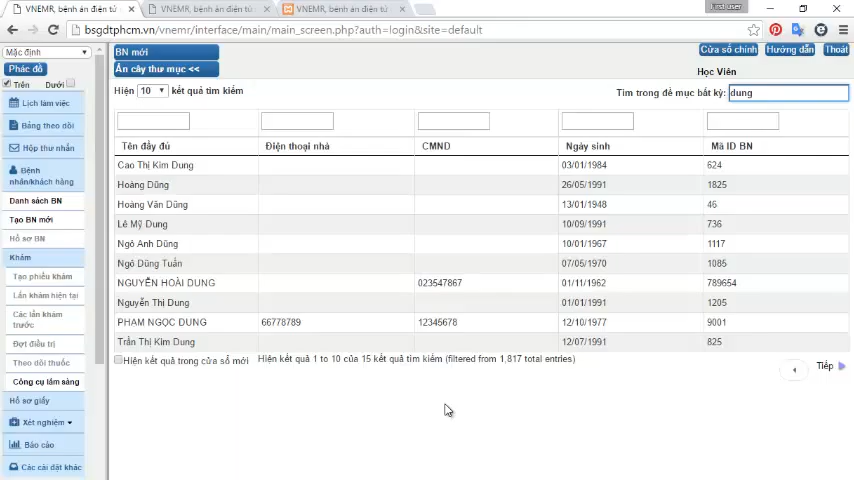 VNEMR, bệnh án điện tử
VNEMR, bệnh án điện tử
VNEMR, bệnh án điện tử
First user
bsgdtphcm.vn/vnemr/interface/main/main_screen.php?auth=login&site=default
Mặc định
BN mới
Cửa sổ chính
Hướng dẫn
Thoát
Phác đồ
Ẩn cây thư mục <<
Học Viên
Trên
Dưới
Hiện 10 kết quả tìm kiếm
Tìm trong đề mục bất kỳ: dung
Lịch làm việc
Bảng theo dõi
Hộp thư nhắn
Bệnh
nhân/khách hàng
Danh sách BN
Tạo BN mới
Hồ sơ BN
Khám
Tạo phiếu khám
Lần khám hiện tại
Các lần khám
trước
Đợt điều trị
Theo dõi thuốc
Công cụ lâm sàng
Hồ sơ giấy
Xét nghiệm
Báo cáo
Các cài đặt khác
Tên đầy đủ Điện thoại nhà CMND Ngày sinh Mã ID BN
Cao Thị Kim Dung 03/01/1984 624
Hoàng Dũng 26/05/1991 1825
Hoàng Văn Dũng 13/01/1948 46
Lê Mỹ Dung 10/09/1991 736
Ngô Anh Dũng 10/01/1967 1117
Ngô Dũng Tuấn 07/05/1970 1085
NGUYỄN HOÀI DUNG 023547867 01/11/1962 789654
Nguyễn Thị Dung 01/01/1991 1205
PHẠM NGỌC DUNG 66778789 12345678 12/10/1977 9001
Trần Thị Kim Dung 12/07/1991 825
Hiện kết quả trong cửa sổ mới
Hiện kết quả 1 to 10 của 15 kết quả tìm kiếm (filtered from 1,817 total entries)
Tiếp